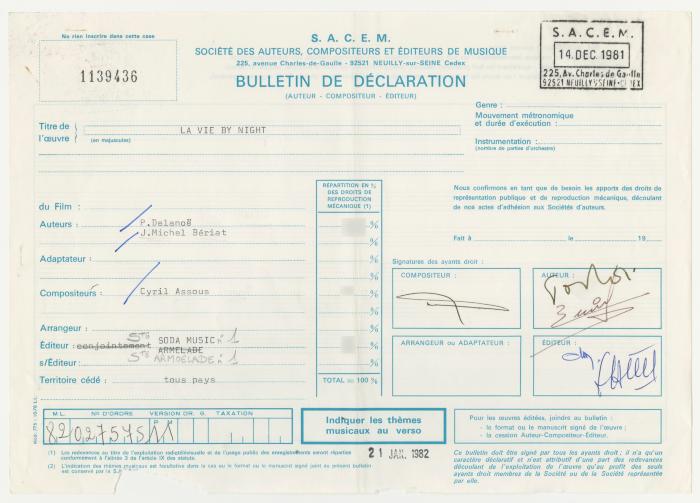 Ne rien inscrire dans cette case
1139436
S. A. C. E. M.
SOCIÉTÉ DES AUTEURS, COMPOSITEURS ET ÉDITEURS DE MUSIQUE
225, avenue Charles-de-Gaulle - 92521 NEUILLY-sur-SEINE Cedex
BULLETIN DE DÉCLARATION
(AUTEUR - COMPOSITEUR - ÉDITEUR)
S.A.C.E.M.
14 DEC. 1981
225, Av. Charles de Gaulle
92521 NEUILLY S/SEINE-CEDEX
Genre :
Mouvement métronomique
et durée d'exécution :
Instrumentation :
(nombre de parties d'orchestre)
Titre de l'œuvre
(en majuscules)
LA VIE BY NIGHT
RÉPARTITION EN %
DES DROITS DE
REPRODUCTION
MÉCANIQUE (1)
Nous confirmons en tant que de besoin les apports des droits de
représentation publique et de reproduction mécanique, découlant
de nos actes d'adhésion aux Sociétés d'auteurs.
Fait à , le 19
du Film :
Auteurs : P.Delanoë %
J.Michel Bériat %
Adaptateur : %
Compositeurs : Cyril Assous %
Arrangeur : %
Éditeur : conjointement Sté SODA MUSIC n°1 %
ARMELADE
s/Éditeur : Sté ARMOELADE n°1 %
Territoire cédé : tous pays
TOTAL = 100 %
Signatures des ayants droit :
COMPOSITEUR :
AUTEUR :
ARRANGEUR ou ADAPTATEUR :
ÉDITEUR :
M.L. N° D'ORDRE VERSION DR. G. TAXATION
82 027575
Indiquer les thèmes
musicaux au verso
Pour les œuvres éditées, joindre au bulletin :
- le format ou le manuscrit signé de l'œuvre ;
- la cession Auteur-Compositeur-Éditeur.
(1) Les redevances au titre de l'exploitation radiotélévisuelle et de l'usage public des enregistrements seront réparties
conformément à l'alinéa 3 de l'article IX des statuts.
(2) L'indication des thèmes musicaux est facultative dans le cas où le format ou le manuscrit signé est joint au présent bulletin
est conservé par la S.A.
21 JAN. 1982
Ce bulletin doit être signé par tous les ayants droit ; il n'a qu'un
caractère déclaratif et n'est attributif d'une part des redevances
découlant de l'exploitation de l'œuvre qu'au profit des seuls
ayants droit membres de la Société ou de la Société représentée
par elle.